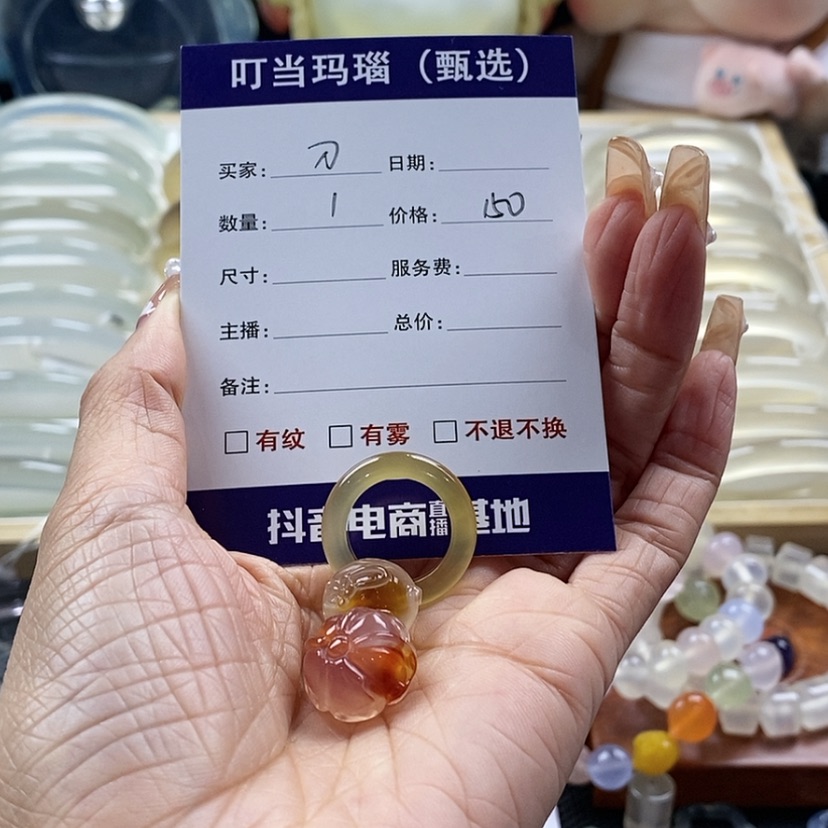 叮当玛瑙（甄选）
买家: 刀 日期:
数量: 1 价格: 150
尺寸: 服务费:
主播: 总价:
备注:
□有纹 □有雾 □不退不换
抖音电商直播基地